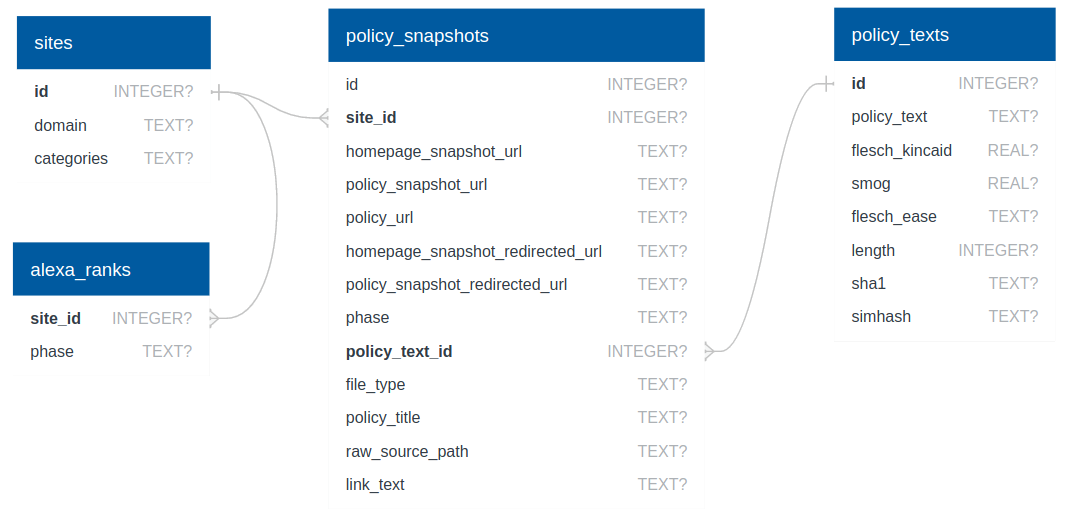 sites
id INTEGER?
domain TEXT?
categories TEXT?
alexa_ranks
site_id INTEGER?
phase TEXT?
policy_snapshots
id INTEGER?
site_id INTEGER?
homepage_snapshot_url TEXT?
policy_snapshot_url TEXT?
policy_url TEXT?
homepage_snapshot_redirected_url TEXT?
policy_snapshot_redirected_url TEXT?
phase TEXT?
policy_text_id INTEGER?
file_type TEXT?
policy_title TEXT?
raw_source_path TEXT?
link_text TEXT?
policy_texts
id INTEGER?
policy_text TEXT?
flesch_kincaid REAL?
smog REAL?
flesch_ease TEXT?
length INTEGER?
sha1 TEXT?
simhash TEXT?